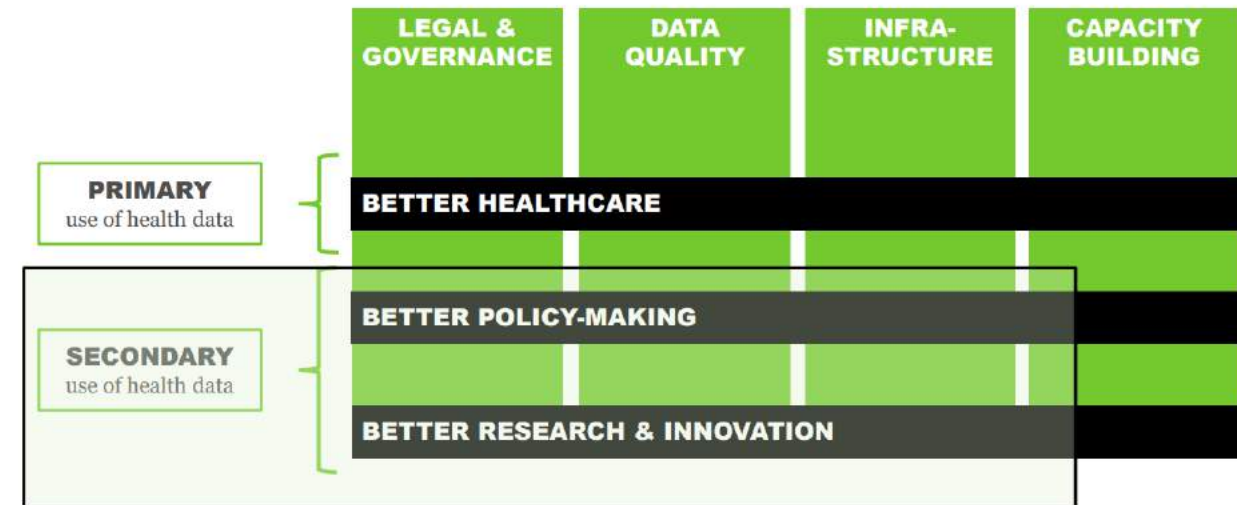 LEGAL &
GOVERNANCE
DATA
QUALITY
INFRA-
STRUCTURE
CAPACITY
BUILDING
PRIMARY
use of health data
BETTER HEALTHCARE
BETTER POLICY-MAKING
SECONDARY
use of health data
BETTER RESEARCH & INNOVATION